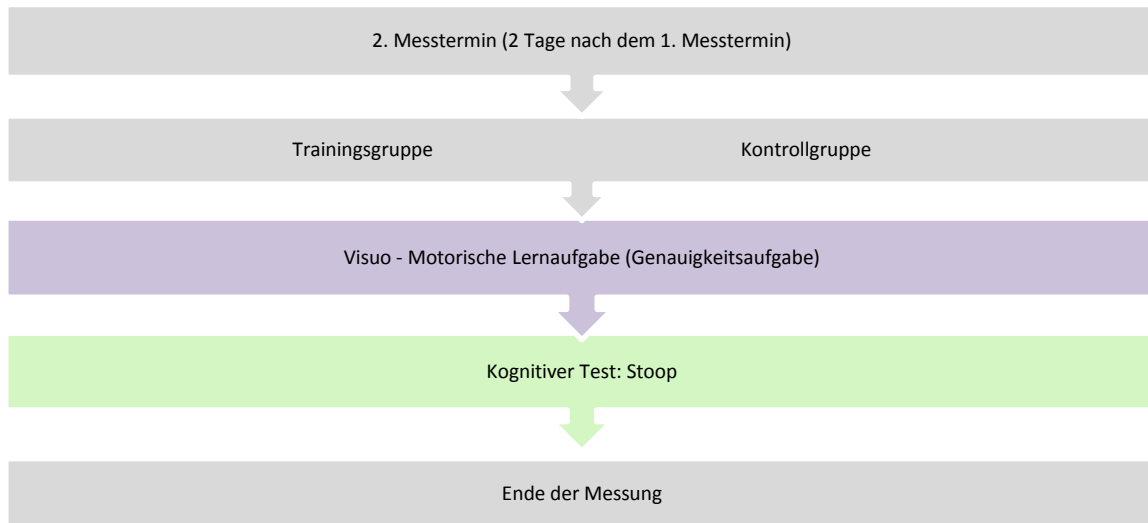 2. Messtermin (2 Tage nach dem 1. Messtermin)
Trainingsgruppe Kontrollgruppe
Visuo - Motorische Lernaufgabe (Genauigkeitsaufgabe)
Kognitiver Test: Stoop
Ende der Messung